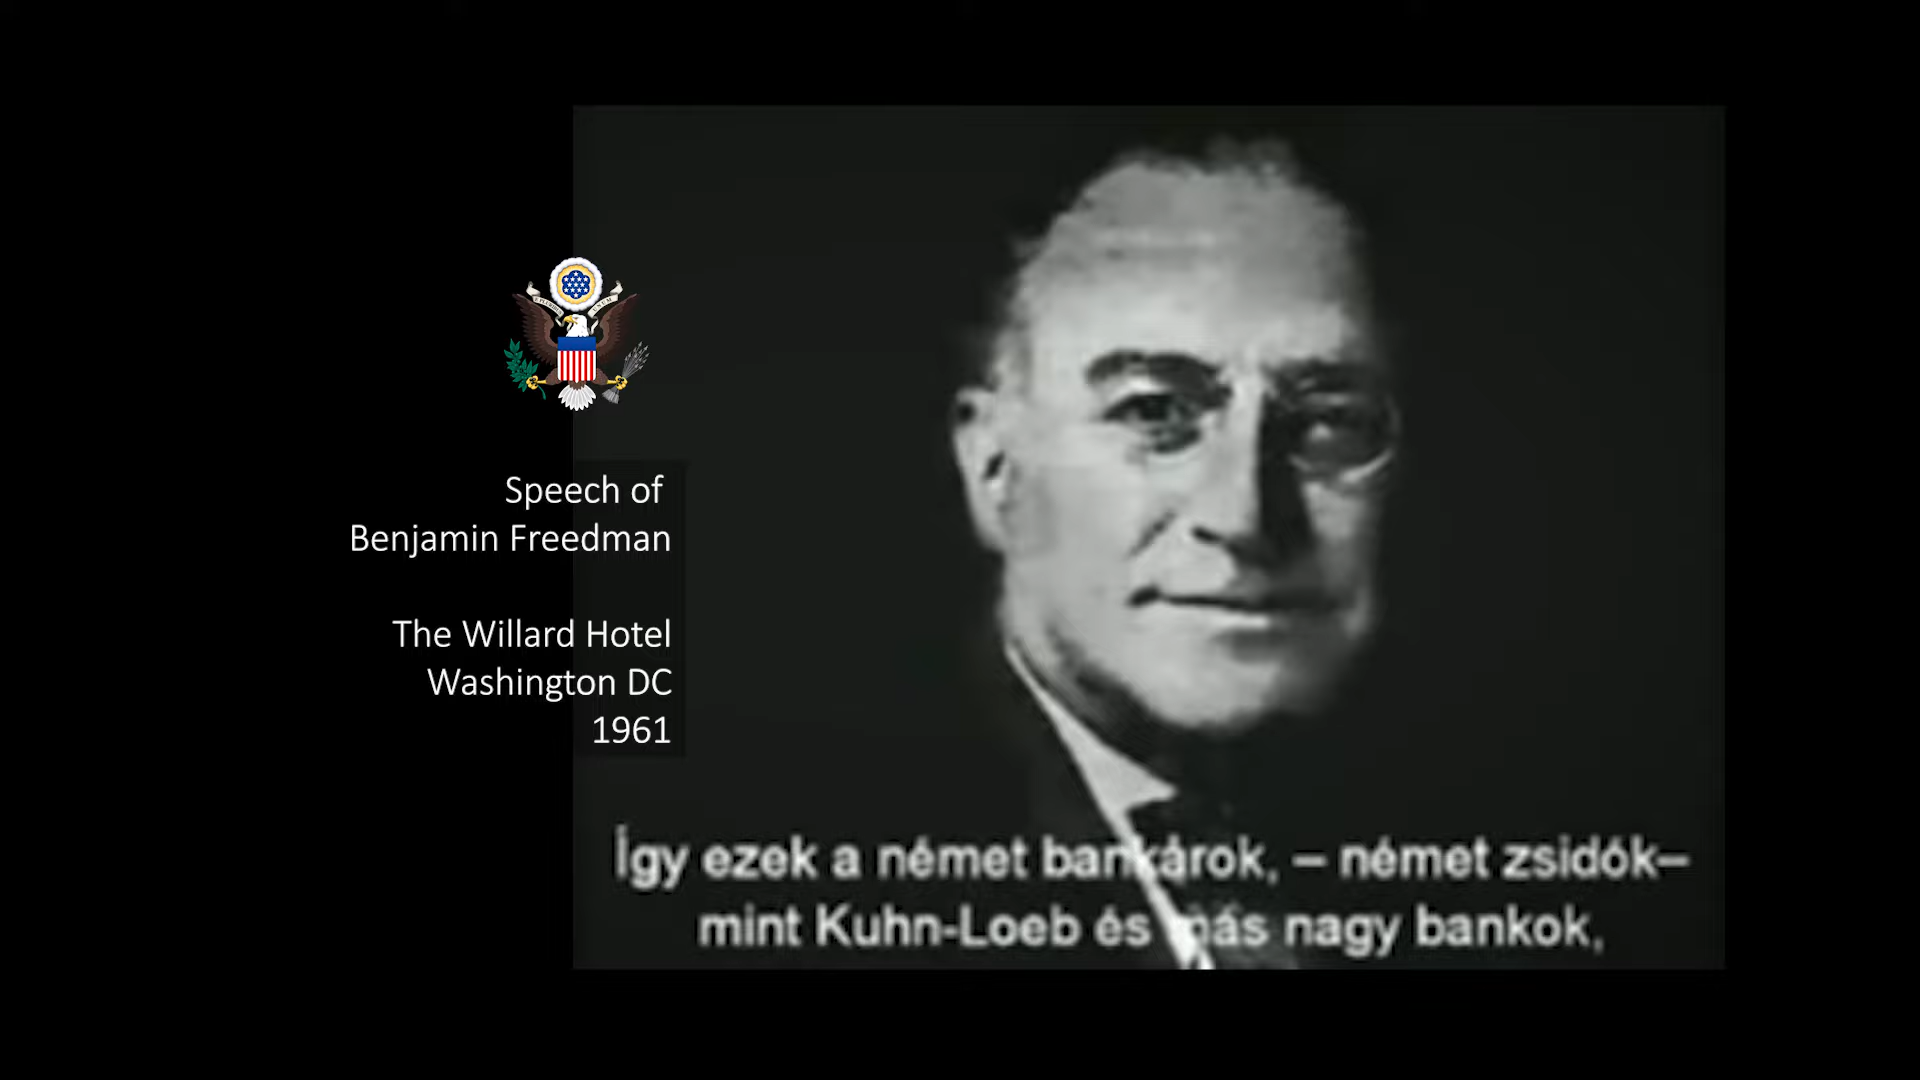 Speech of
Benjamin Freedman
The Willard Hotel
Washington DC
1961
Így ezek a német bankárok, – német zsidók–
mint Kuhn-Loeb és más nagy bankok,